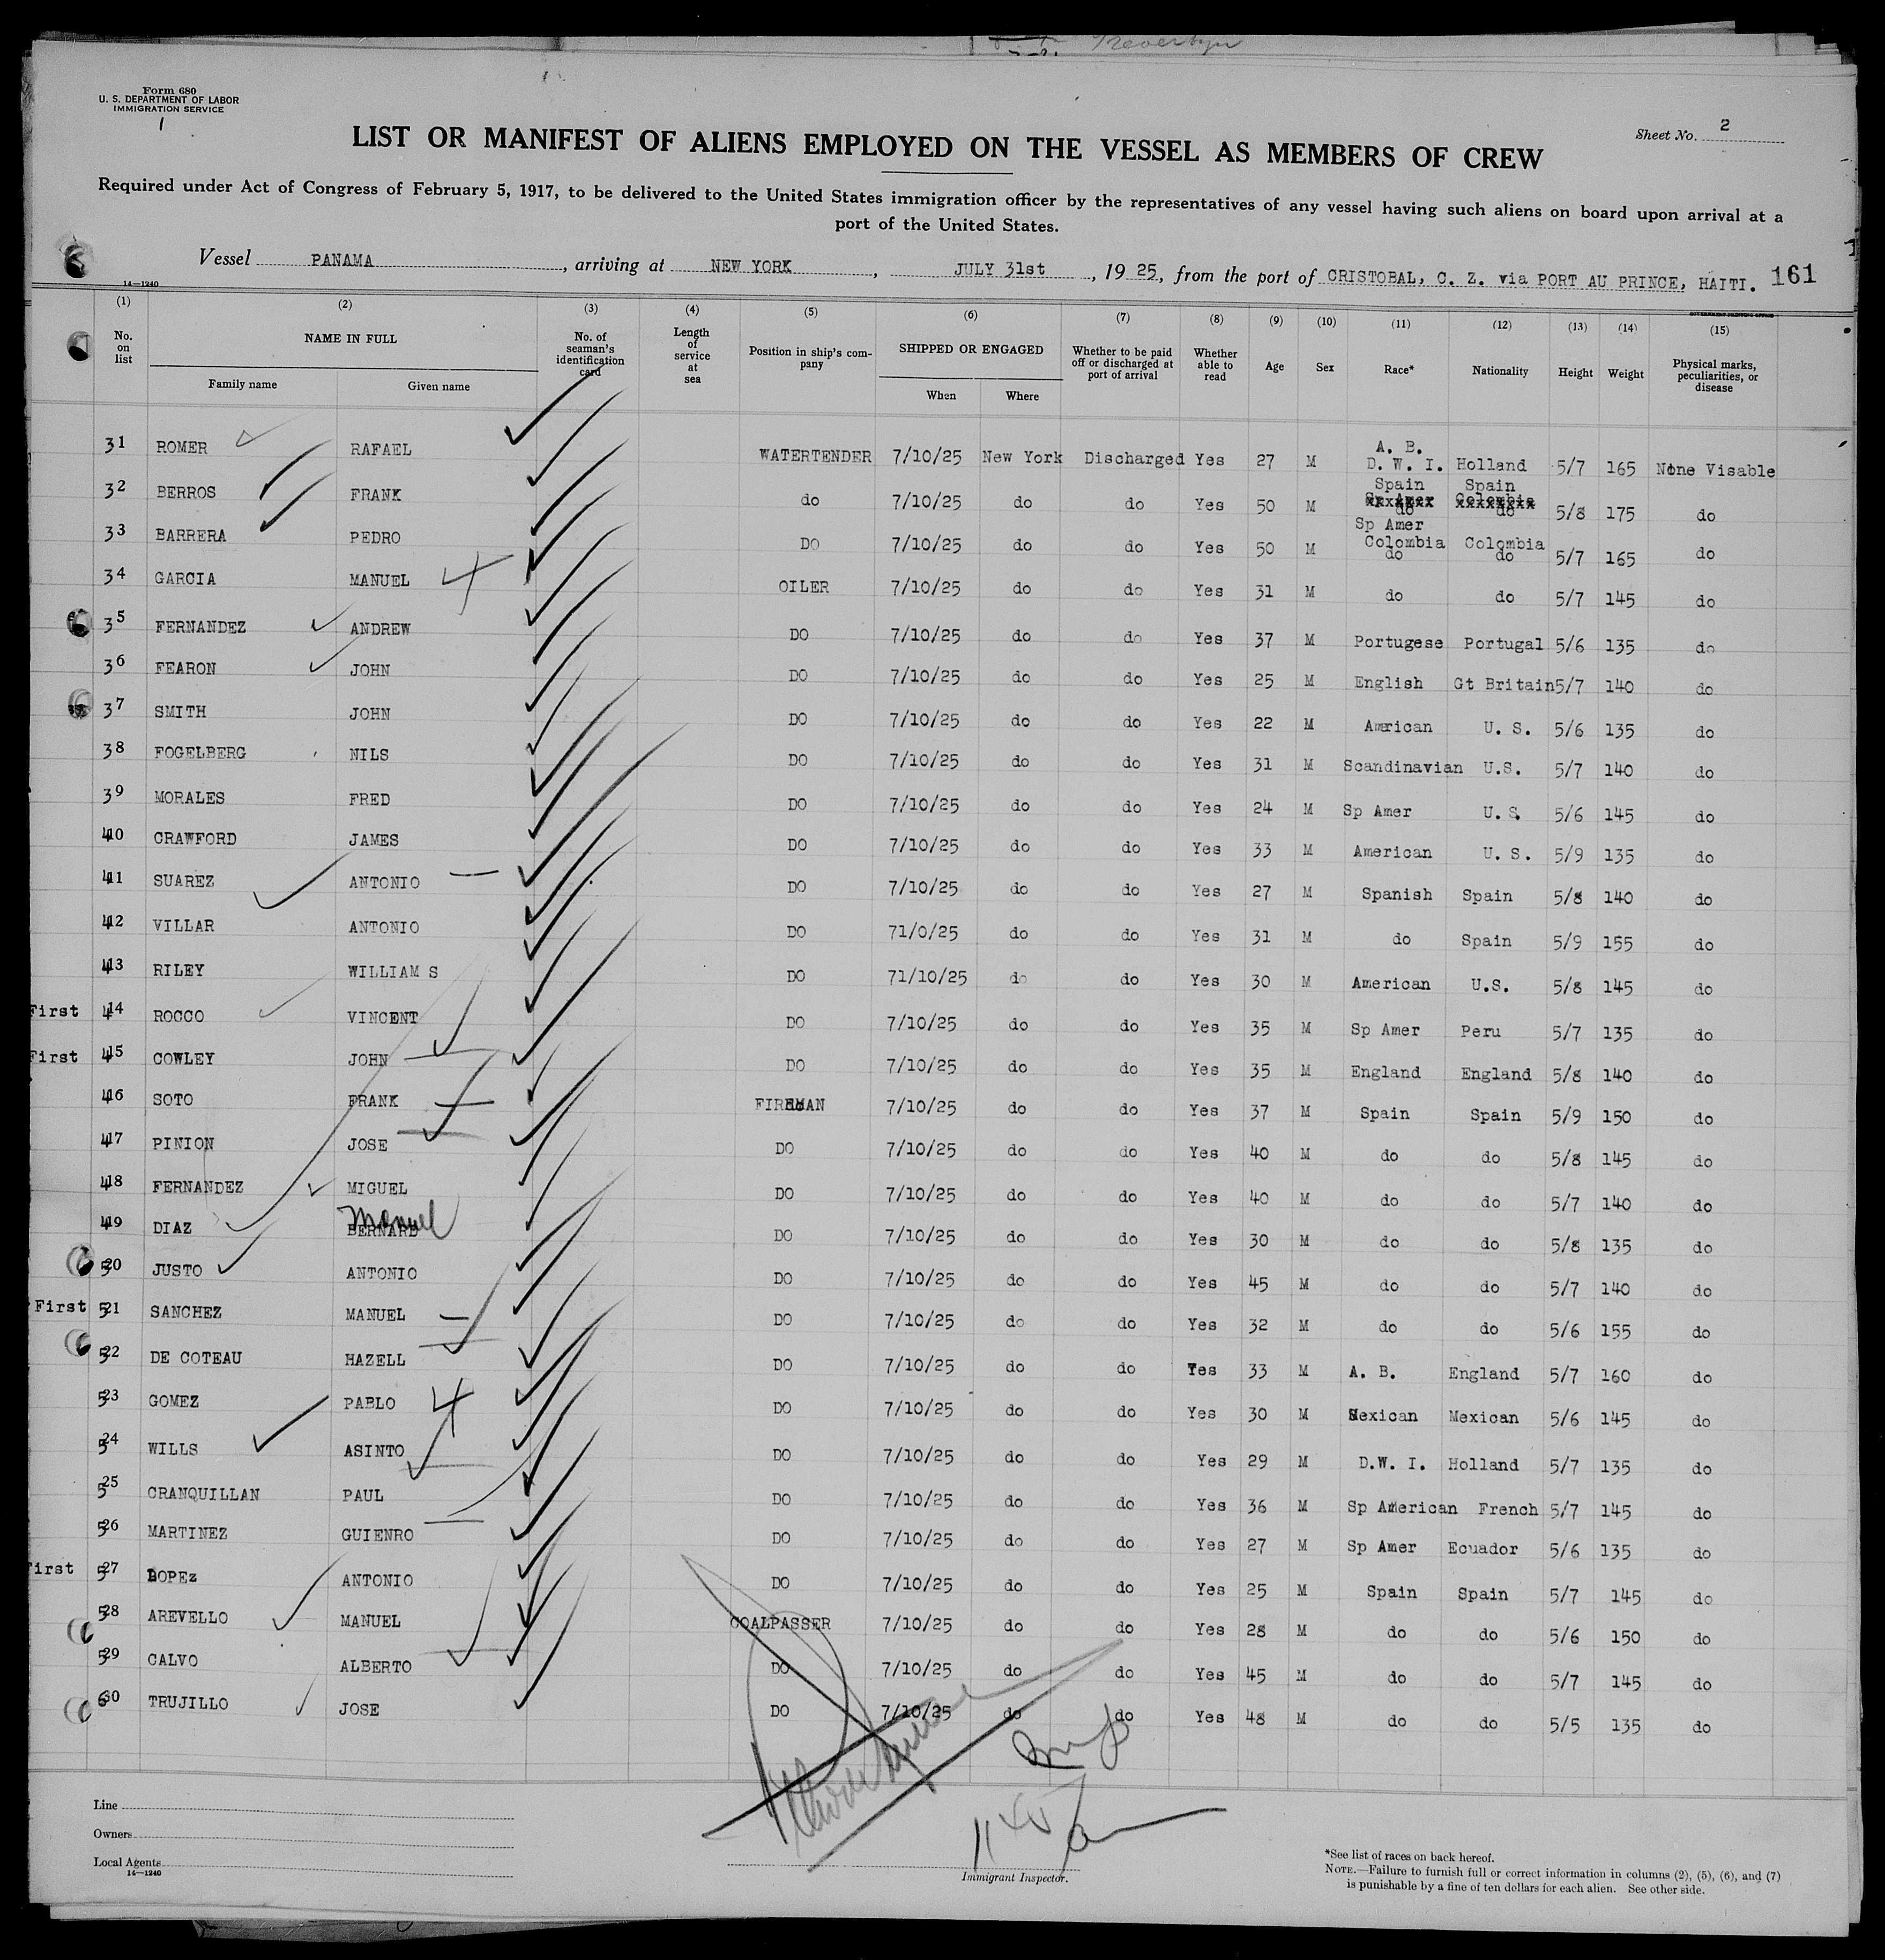 Form 680
U. S. DEPARTMENT OF LABOR
IMMIGRATION SERVICE
1
Sheet No. 2
LIST OR MANIFEST OF ALIENS EMPLOYED ON THE VESSEL AS MEMBERS OF CREW
Required under Act of Congress of February 5, 1917, to be delivered to the United States immigration officer by the representatives of any vessel having such aliens on board upon arrival at a
port of the United States.
Vessel PANAMA, arriving at NEW YORK, JULY 31st, 19 25, from the port of CRISTOBAL, C. Z. via PORT AU PRINCE, HAITI. 161
14—1240
GOVERNMENT PRINTING OFFICE
(1) (2) (3) (4) (5) (6) (7) (8) (9) (10) (11) (12) (13) (14) (15)
No. on list NAME IN FULL Family name Given name No. of seaman's identification card Length of service at sea Position in ship's company SHIPPED OR ENGAGED When Where Whether to be paid off or discharged at port of arrival Whether able to read Age Sex Race* Nationality Height Weight Physical marks, peculiarities, or disease
31 ROMER RAFAEL WATERTENDER 7/10/25 New York Discharged Yes 27 M A. B. D. W. I. Holland 5/7 165 None Visable
32 BERROS FRANK do 7/10/25 do do Yes 50 M Spain Sp Amer do Spain Colombia do 5/8 175 do
33 BARRERA PEDRO DO 7/10/25 do do Yes 50 M Sp Amer Colombia do Colombia do 5/7 165 do
34 GARCIA MANUEL OILER 7/10/25 do do Yes 31 M do do 5/7 145 do
35 FERNANDEZ ANDREW DO 7/10/25 do do Yes 37 M Portugese Portugal 5/6 135 do
36 FEARON JOHN DO 7/10/25 do do Yes 25 M English Gt Britain 5/7 140 do
37 SMITH JOHN DO 7/10/25 do do Yes 22 M American U. S. 5/6 135 do
38 FOGELBERG NILS DO 7/10/25 do do Yes 31 M Scandinavian U.S. 5/7 140 do
39 MORALES FRED DO 7/10/25 do do Yes 24 M Sp Amer U. S. 5/6 145 do
40 CRAWFORD JAMES DO 7/10/25 do do Yes 33 M American U. S. 5/9 135 do
41 SUAREZ ANTONIO DO 7/10/25 do do Yes 27 M Spanish Spain 5/8 140 do
42 VILLAR ANTONIO DO 71/0/25 do do Yes 31 M do Spain 5/9 155 do
43 RILEY WILLIAM S DO 71/10/25 do do Yes 30 M American U.S. 5/8 145 do
First 44 ROCCO VINCENT DO 7/10/25 do do Yes 35 M Sp Amer Peru 5/7 135 do
First 45 COWLEY JOHN DO 7/10/25 do do Yes 35 M England England 5/8 140 do
46 SOTO FRANK FIREMAN 7/10/25 do do Yes 37 M Spain Spain 5/9 150 do
47 PINION JOSE DO 7/10/25 do do Yes 40 M do do 5/8 145 do
48 FERNANDEZ MIGUEL DO 7/10/25 do do Yes 40 M do do 5/7 140 do
49 DIAZ Manuel BERNARD DO 7/10/25 do do Yes 30 M do do 5/8 135 do
50 JUSTO ANTONIO DO 7/10/25 do do Yes 45 M do do 5/7 140 do
First 51 SANCHEZ MANUEL DO 7/10/25 do do Yes 32 M do do 5/6 155 do
52 DE COTEAU HAZELL DO 7/10/25 do do Yes 33 M A. B. England 5/7 160 do
53 GOMEZ PABLO DO 7/10/25 do do Yes 30 M Mexican Mexican 5/6 145 do
54 WILLS ASINTO DO 7/10/25 do do Yes 29 M D.W. I. Holland 5/7 135 do
55 CRANQUILLAN PAUL DO 7/10/25 do do Yes 36 M Sp American French 5/7 145 do
56 MARTINEZ GUIENRO DO 7/10/25 do do Yes 27 M Sp Amer Ecuador 5/6 135 do
First 57 LOPEz ANTONIO DO 7/10/25 do do Yes 25 M Spain Spain 5/7 145 do
58 AREVELLO MANUEL COALPASSER 7/10/25 do do Yes 28 M do do 5/6 150 do
59 CALVO ALBERTO DO 7/10/25 do do Yes 45 M do do 5/7 145 do
60 TRUJILLO JOSE DO 7/10/25 do do Yes 48 M do do 5/5 135 do
Line
Owners
Local Agents
14—1240
Immigrant Inspector.
*See list of races on back hereof.
NOTE.—Failure to furnish full or correct information in columns (2), (5), (6), and (7)
is punishable by a fine of ten dollars for each alien. See other side.